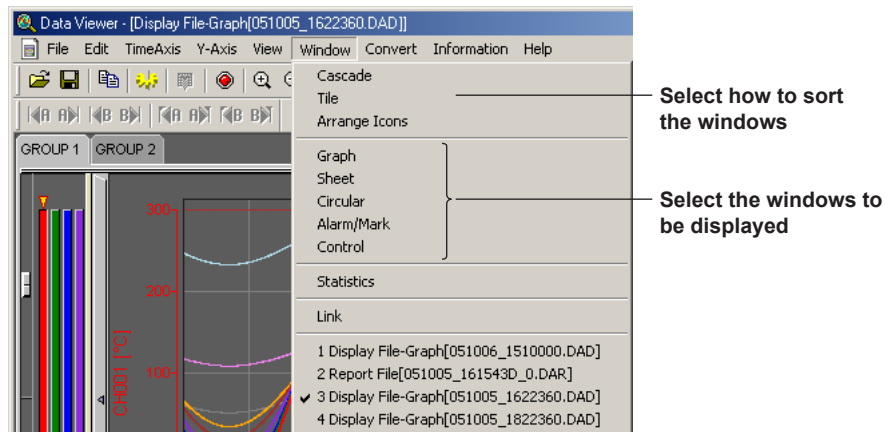 Data Viewer - [Display File-Graph[051005_1622360.DAD]]
File Edit TimeAxis Y-Axis View Window Convert Information Help
A A B B A A B B
GROUP 1 GROUP 2
Cascade
Tile
Arrange Icons
Select how to sort
the windows
Graph
Sheet
Circular
Alarm/Mark
Control
Select the windows to
be displayed
Statistics
Link
1 Display File-Graph[051006_1510000.DAD]
2 Report File[051005_161543D_0.DAR]
3 Display File-Graph[051005_1622360.DAD]
4 Display File-Graph[051005_1822360.DAD]
300
200
100
CH001 [°C]